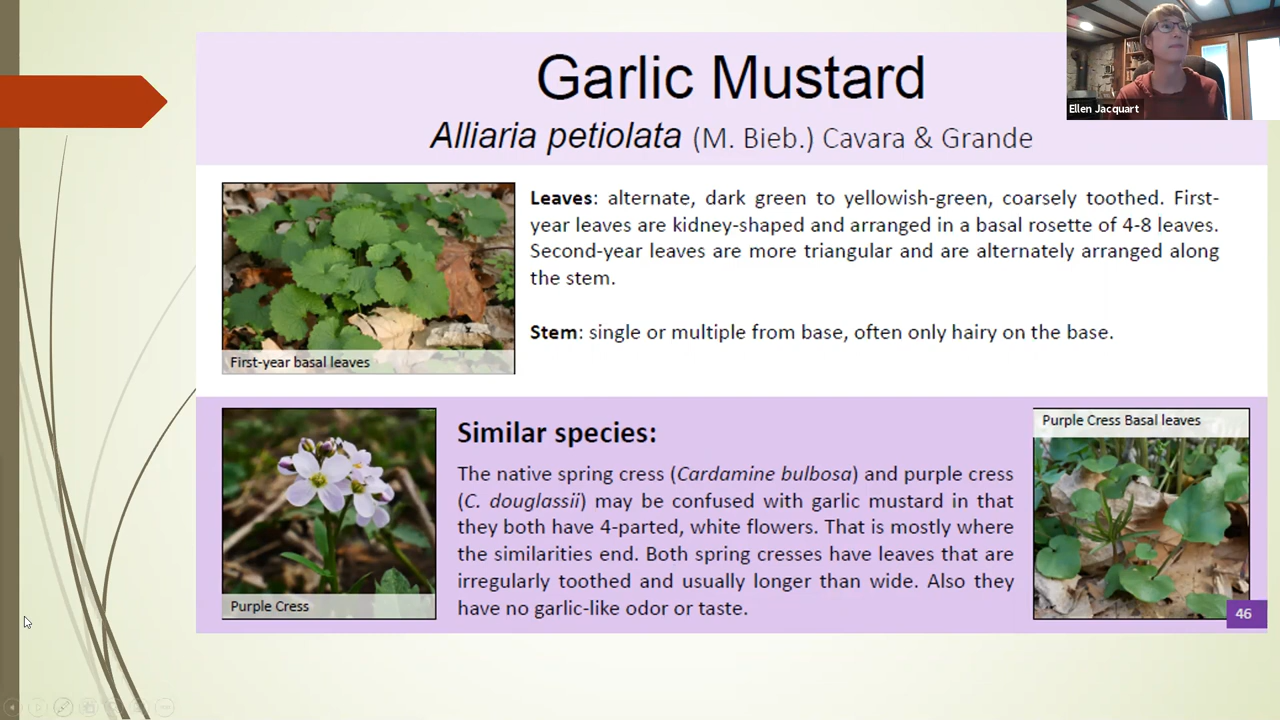 Garlic Mustard
Alliaria petiolata (M. Bieb.) Cavara & Grande
Ellen Jacquart
Leaves: alternate, dark green to yellowish-green, coarsely toothed. First-
year leaves are kidney-shaped and arranged in a basal rosette of 4-8 leaves.
Second-year leaves are more triangular and are alternately arranged along
the stem.
Stem: single or multiple from base, often only hairy on the base.
First-year basal leaves
Similar species:
The native spring cress (Cardamine bulbosa) and purple cress
(C. douglassii) may be confused with garlic mustard in that
they both have 4-parted, white flowers. That is mostly where
the similarities end. Both spring cresses have leaves that are
irregularly toothed and usually longer than wide. Also they
have no garlic-like odor or taste.
Purple Cress
Purple Cress Basal leaves
46